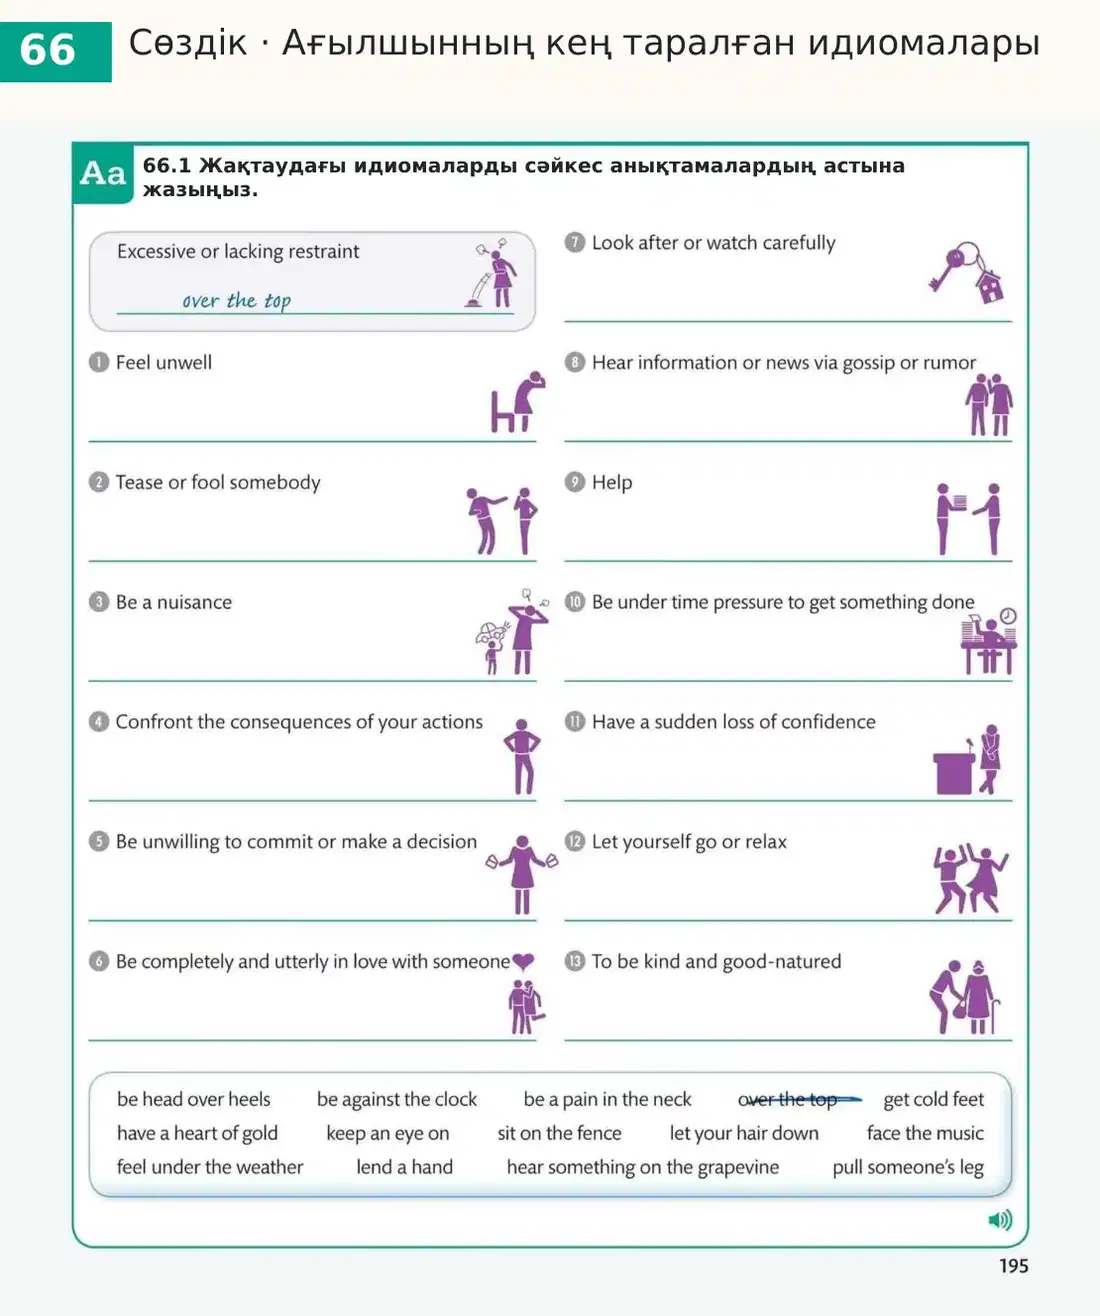 66
Сөздік · Ағылшынның кең таралған идиомалары
Aa
66.1 Жақтаудағы идиомаларды сәйкес анықтамалардың астына
жазыңыз.
Excessive or lacking restraint
over the top
1 Feel unwell
2 Tease or fool somebody
3 Be a nuisance
4 Confront the consequences of your actions
5 Be unwilling to commit or make a decision
6 Be completely and utterly in love with someone
7 Look after or watch carefully
8 Hear information or news via gossip or rumor
9 Help
10 Be under time pressure to get something done
11 Have a sudden loss of confidence
12 Let yourself go or relax
13 To be kind and good-natured
be head over heels be against the clock be a pain in the neck over the top get cold feet
have a heart of gold keep an eye on sit on the fence let your hair down face the music
feel under the weather lend a hand hear something on the grapevine pull someone's leg
195